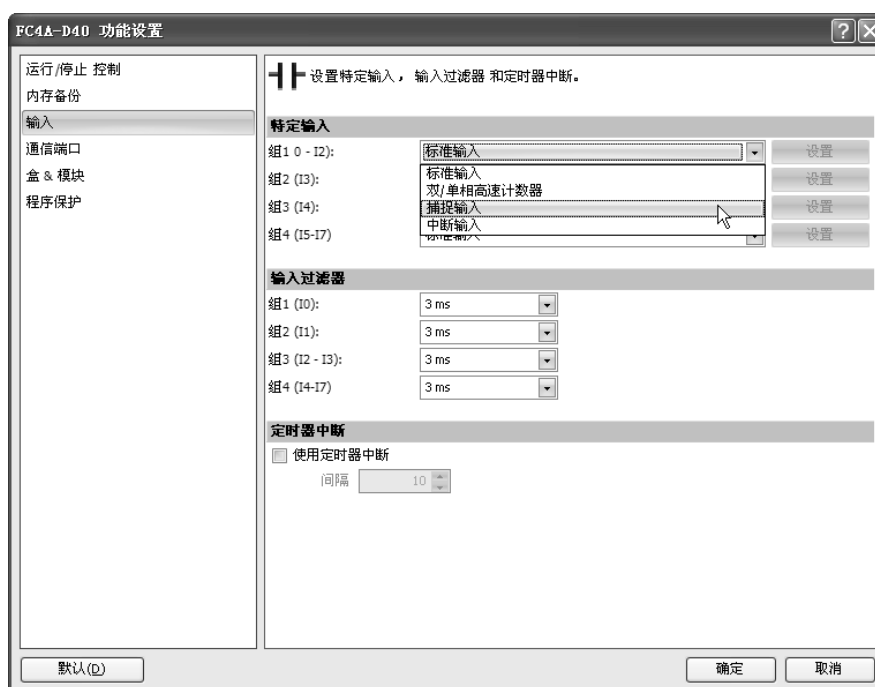 FC4A-D40 功能设置
运行/停止 控制
内存备份
输入
通信端口
盒 & 模块
程序保护
设置特定输入，输入过滤器 和定时器中断。
特定输入
组1 0 - I2): 标准输入 设置
标准输入
双/单相高速计数器
捕捉输入
中断输入
组2 (I3): 设置
组3 (I4): 设置
组4 (I5-I7) 标准输入 设置
输入过滤器
组1 (I0): 3 ms
组2 (I1): 3 ms
组3 (I2 - I3): 3 ms
组4 (I4-I7) 3 ms
定时器中断
使用定时器中断
间隔 10
默认(D)
确定 取消